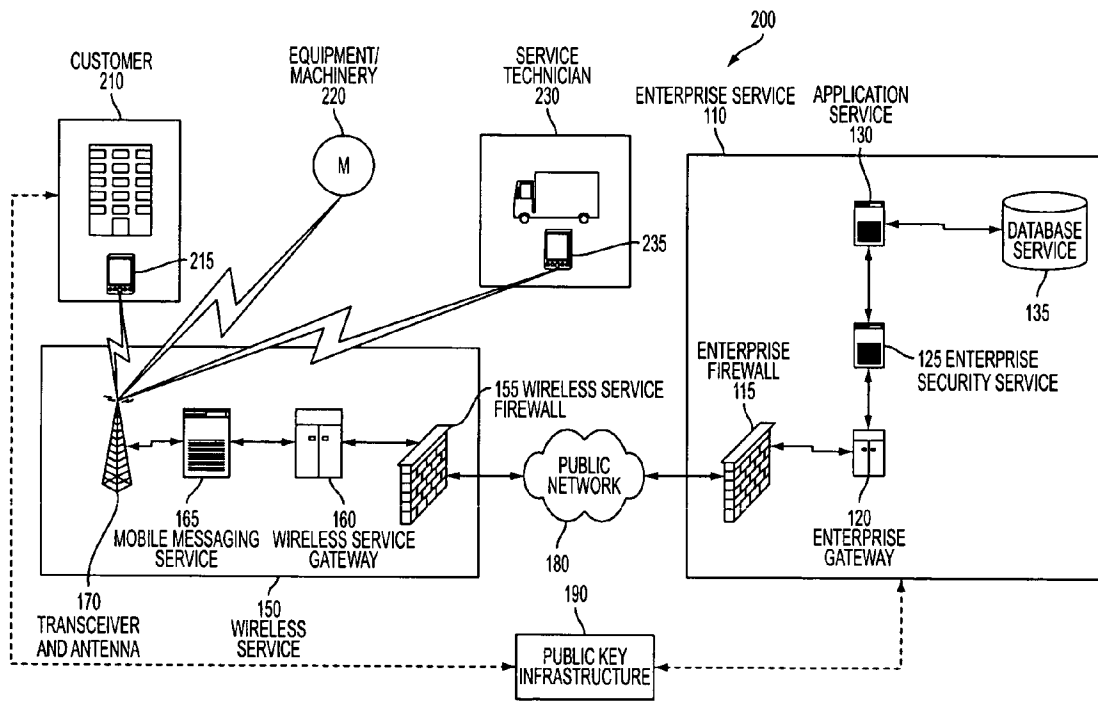 200
CUSTOMER
210
EQUIPMENT/
MACHINERY
220
SERVICE
TECHNICIAN
230
ENTERPRISE SERVICE
110
APPLICATION
SERVICE
130
M
215
235
DATABASE
SERVICE
135
125 ENTERPRISE
SECURITY SERVICE
ENTERPRISE
FIREWALL
115
155 WIRELESS SERVICE
FIREWALL
PUBLIC
NETWORK
180
165
MOBILE MESSAGING
SERVICE
160
WIRELESS SERVICE
GATEWAY
120
ENTERPRISE
GATEWAY
170
TRANSCEIVER
AND ANTENNA
150
WIRELESS
SERVICE
190
PUBLIC KEY
INFRASTRUCTURE